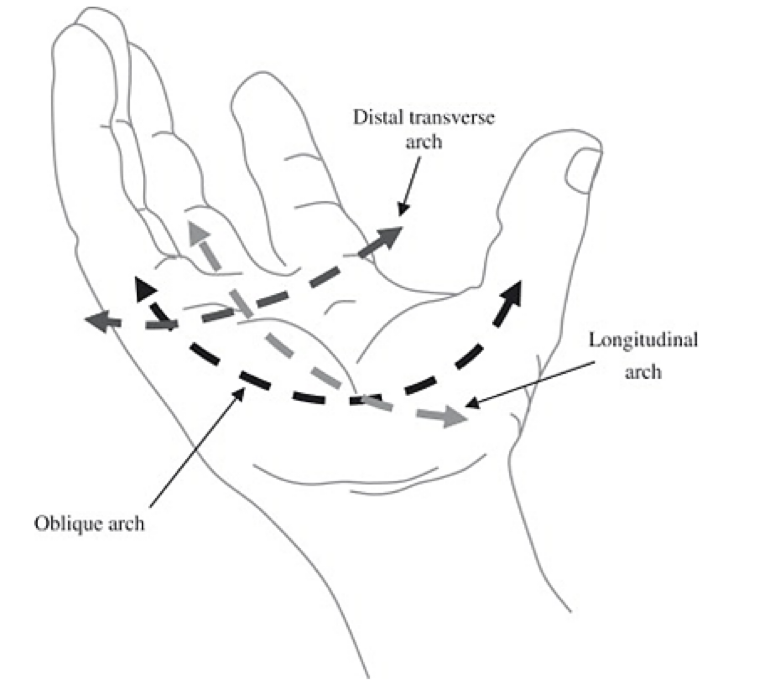 Distal transverse
arch
Longitudinal
arch
Oblique arch